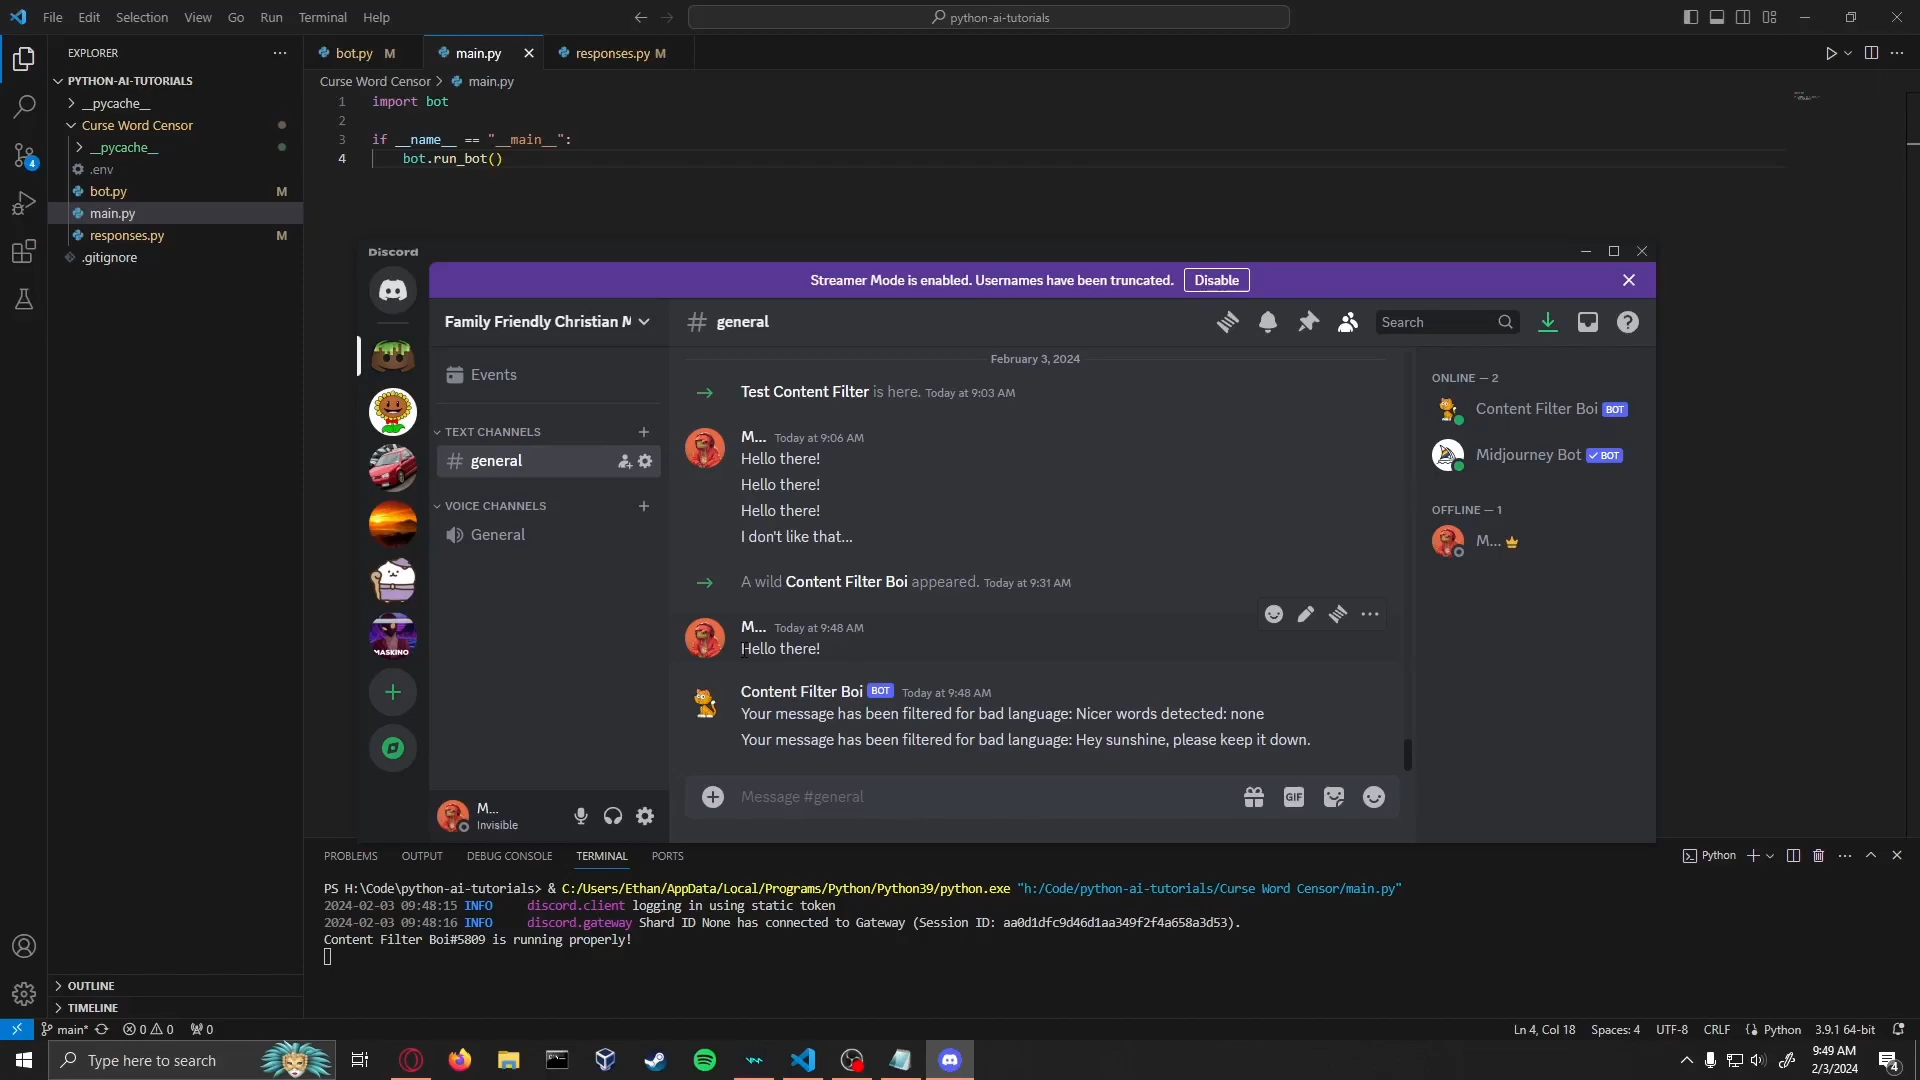 File Edit Selection View Go Run Terminal Help
python-ai-tutorials
EXPLORER
PYTHON-AI-TUTORIALS
__pycache__
Curse Word Censor
__pycache__
.env
bot.py M
main.py
responses.py M
.gitignore
OUTLINE
TIMELINE
4
bot.py M
main.py
responses.py M
Curse Word Censor > main.py
1 import bot
2
3 if __name__ == "__main__":
4 bot.run_bot()
Discord
Streamer Mode is enabled. Usernames have been truncated. Disable
Family Friendly Christian M
Events
TEXT CHANNELS
general
VOICE CHANNELS
General
MASKINO
M...
Invisible
general
Search
February 3, 2024
Test Content Filter is here. Today at 9:03 AM
M... Today at 9:06 AM
Hello there!
Hello there!
Hello there!
I don't like that...
A wild Content Filter Boi appeared. Today at 9:31 AM
M... Today at 9:48 AM
Hello there!
Content Filter Boi BOT Today at 9:48 AM
Your message has been filtered for bad language: Nicer words detected: none
Your message has been filtered for bad language: Hey sunshine, please keep it down.
Message #general
GIF
ONLINE — 2
Content Filter Boi BOT
Midjourney Bot BOT
OFFLINE — 1
M...
PROBLEMS OUTPUT DEBUG CONSOLE TERMINAL PORTS
Python
PS H:\Code\python-ai-tutorials> & C:/Users/Ethan/AppData/Local/Programs/Python/Python39/python.exe "h:/Code/python-ai-tutorials/Curse Word Censor/main.py"
2024-02-03 09:48:15 INFO discord.client logging in using static token
2024-02-03 09:48:16 INFO discord.gateway Shard ID None has connected to Gateway (Session ID: aa0d1dfc9d46d1aa349f2f4a658a3d53).
Content Filter Boi#5809 is running properly!
main* 0 0 0
Ln 4, Col 18 Spaces: 4 UTF-8 CRLF Python 3.9.1 64-bit
Type here to search
9:49 AM
2/3/2024
4